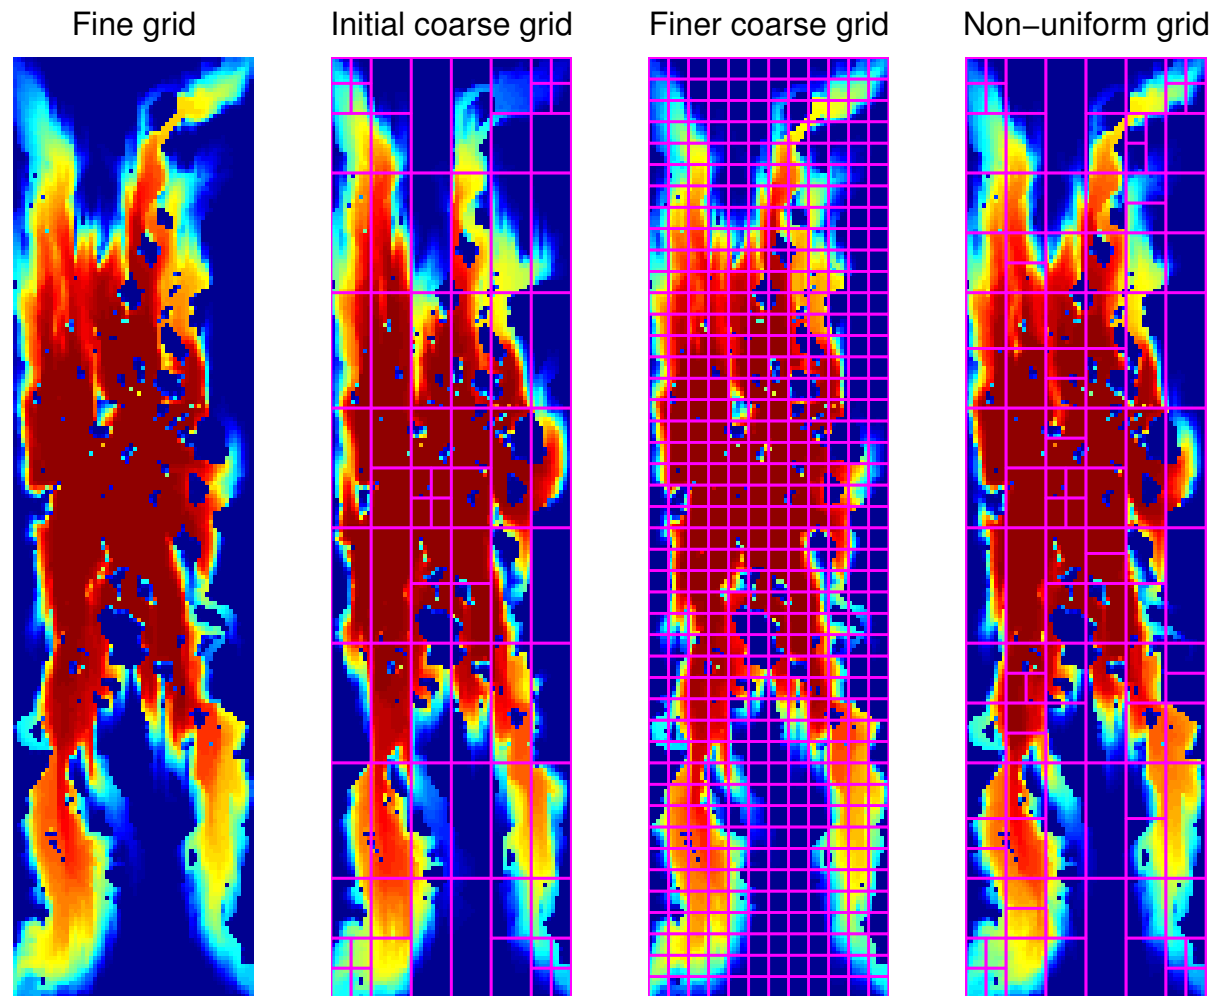 Fine grid
Initial coarse grid
Finer coarse grid
Non−uniform grid